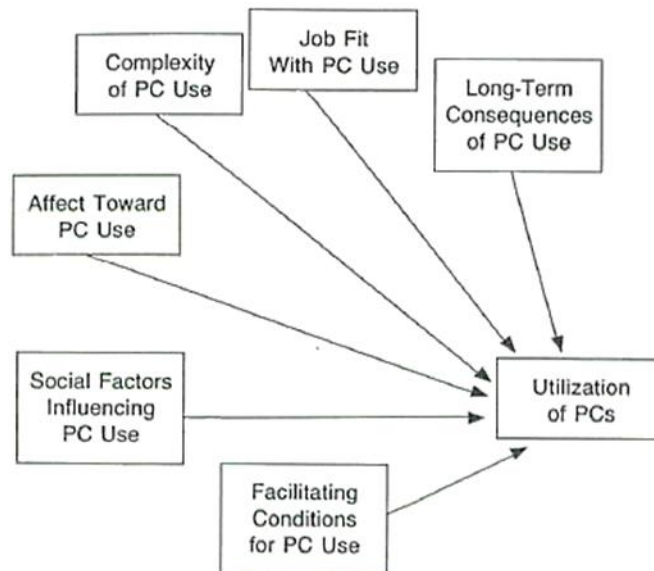 Job Fit
With PC Use
Complexity
of PC Use
Long-Term
Consequences
of PC Use
Affect Toward
PC Use
Social Factors
Influencing
PC Use
Utilization
of PCs
Facilitating
Conditions
for PC Use